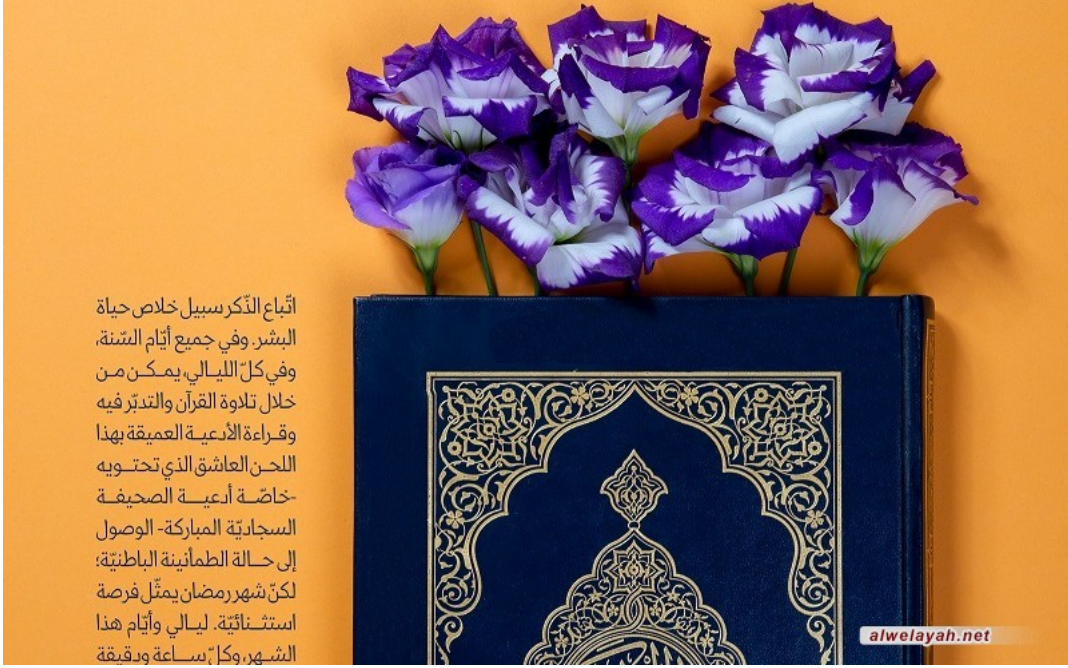 اتّباع الذّكر سبيل خلاص حياة
البشر. وفي جميع أيّام السّنة،
وفي كلّ الليالي، يمكن من
خلال تلاوة القرآن والتدبّر فيه
وقراءة الأدعية العميقة بهذا
اللحن العاشق الذي تحتويه
-خاصّة أدعية الصحيفة
السجاديّة المباركة- الوصول
إلى حالة الطمأنينة الباطنيّة؛
لكنّ شهر رمضان يمثّل فرصة
استثنائيّة. ليالي وأيّام هذا
الشهر، وكلّ ساعة ودقيقة
alwelayah.net